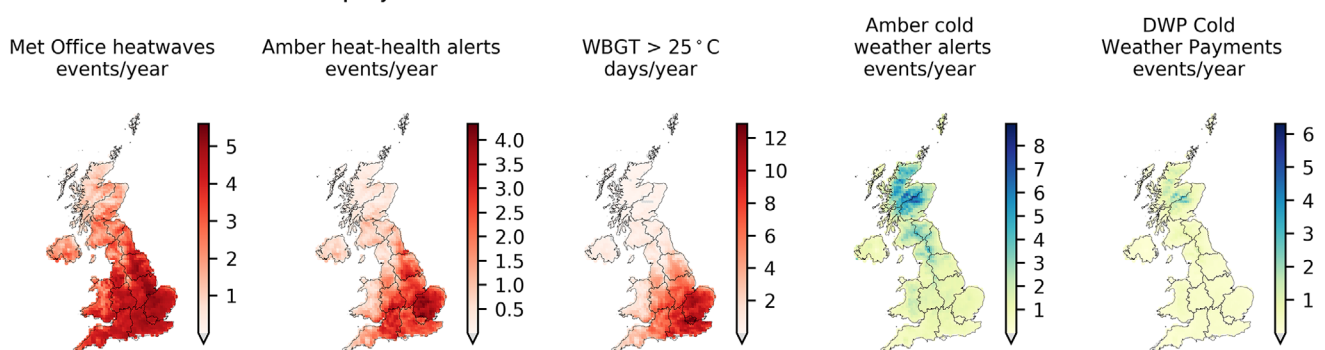 Met Office heatwaves
events/year
5
4
3
2
1
Amber heat-health alerts
events/year
4.0
3.5
3.0
2.5
2.0
1.5
1.0
0.5
WBGT > 25°C
days/year
12
10
8
6
4
2
Amber cold
weather alerts
events/year
8
7
6
5
4
3
2
1
DWP Cold
Weather Payments
events/year
6
5
4
3
2
1